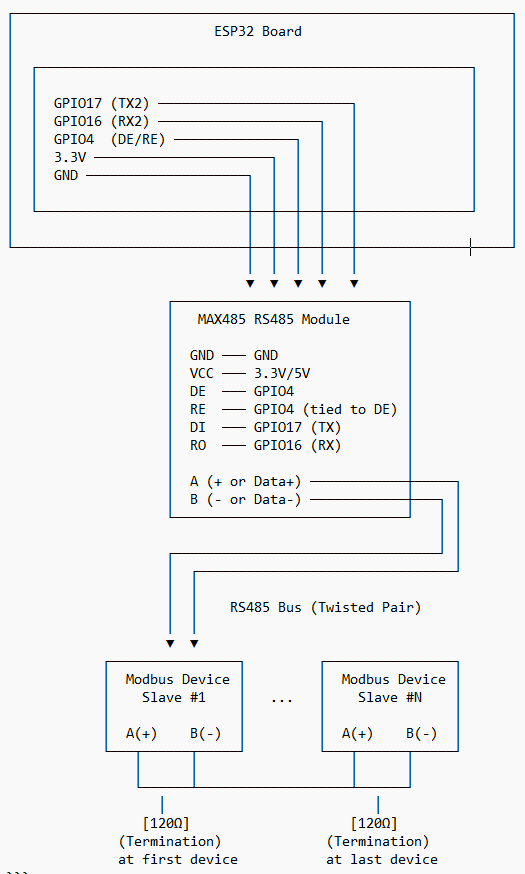 ESP32 Board
GPIO17 (TX2)
GPIO16 (RX2)
GPIO4  (DE/RE)
3.3V
GND
MAX485 RS485 Module
GND ── GND
VCC ── 3.3V/5V
DE ── GPIO4
RE ── GPIO4 (tied to DE)
DI ── GPIO17 (TX)
RO ── GPIO16 (RX)
A (+ or Data+)
B (- or Data-)
RS485 Bus (Twisted Pair)
Modbus Device
Slave #1
A(+) B(-)
...
Modbus Device
Slave #N
A(+) B(-)
[120Ω]
(Termination)
at first device
[120Ω]
(Termination)
at last device
```